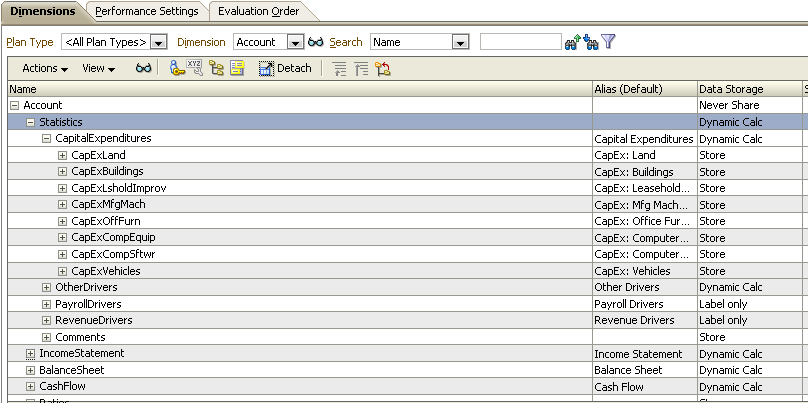 Dimensions Performance Settings Evaluation Order
Plan Type <All Plan Types> Dimension Account Search Name
Actions View XYZ Detach
Name Alias (Default) Data Storage S
Account Never Share
Statistics Dynamic Calc
CapitalExpenditures Capital Expenditures Dynamic Calc
CapExLand CapEx: Land Store
CapExBuildings CapEx: Buildings Store
CapExLsholdImprov CapEx: Leasehold... Store
CapExMfgMach CapEx: Mfg Mach... Store
CapExOffFurn CapEx: Office Fur... Store
CapExCompEquip CapEx: Computer... Store
CapExCompSftwr CapEx: Computer... Store
CapExVehicles CapEx: Vehicles Store
OtherDrivers Other Drivers Dynamic Calc
PayrollDrivers Payroll Drivers Label only
RevenueDrivers Revenue Drivers Label only
Comments Store
IncomeStatement Income Statement Dynamic Calc
BalanceSheet Balance Sheet Dynamic Calc
CashFlow Cash Flow Dynamic Calc